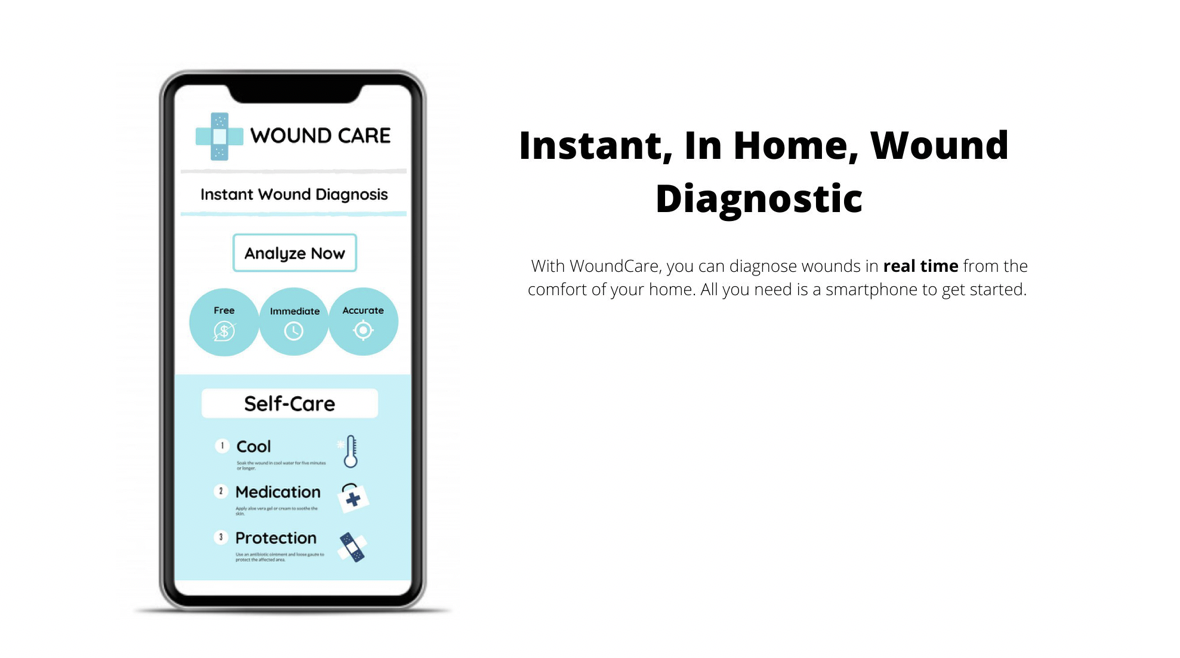 WOUND CARE
Instant Wound Diagnosis
Analyze Now
Free
Immediate
Accurate
Self-Care
1 Cool
Soak the wound in cool water for five minutes
or longer.
2 Medication
Apply aloe vera gel or cream to soothe the
skin.
3 Protection
Use an antibiotic ointment and loose gauze to
protect the affected area.
Instant, In Home, Wound
Diagnostic
With WoundCare, you can diagnose wounds in real time from the
comfort of your home. All you need is a smartphone to get started.